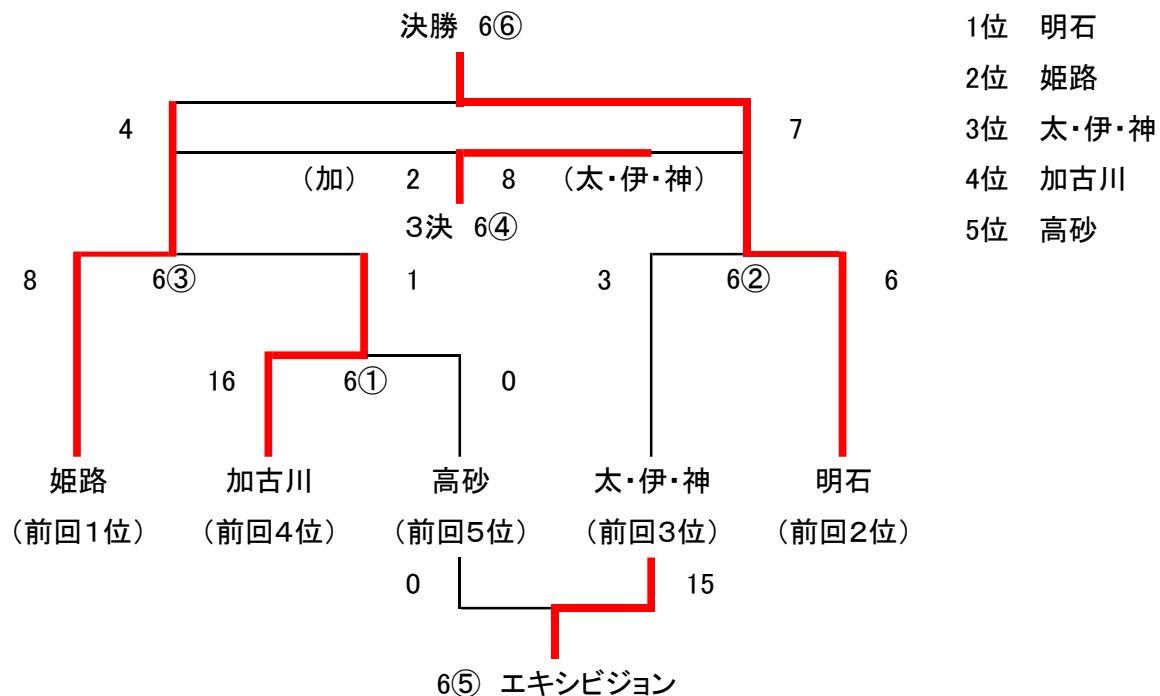 決勝 6⑥
1位 明石
2位 姫路
3位 太・伊・神
4位 加古川
5位 高砂
4
7
(加) 2 8 (太・伊・神)
3決 6④
8 6③ 1 3 6② 6
16 6① 0
姫路 加古川 高砂 太・伊・神 明石
(前回1位) (前回4位) (前回5位) (前回3位) (前回2位)
0 15
6⑤ エキシビジョン